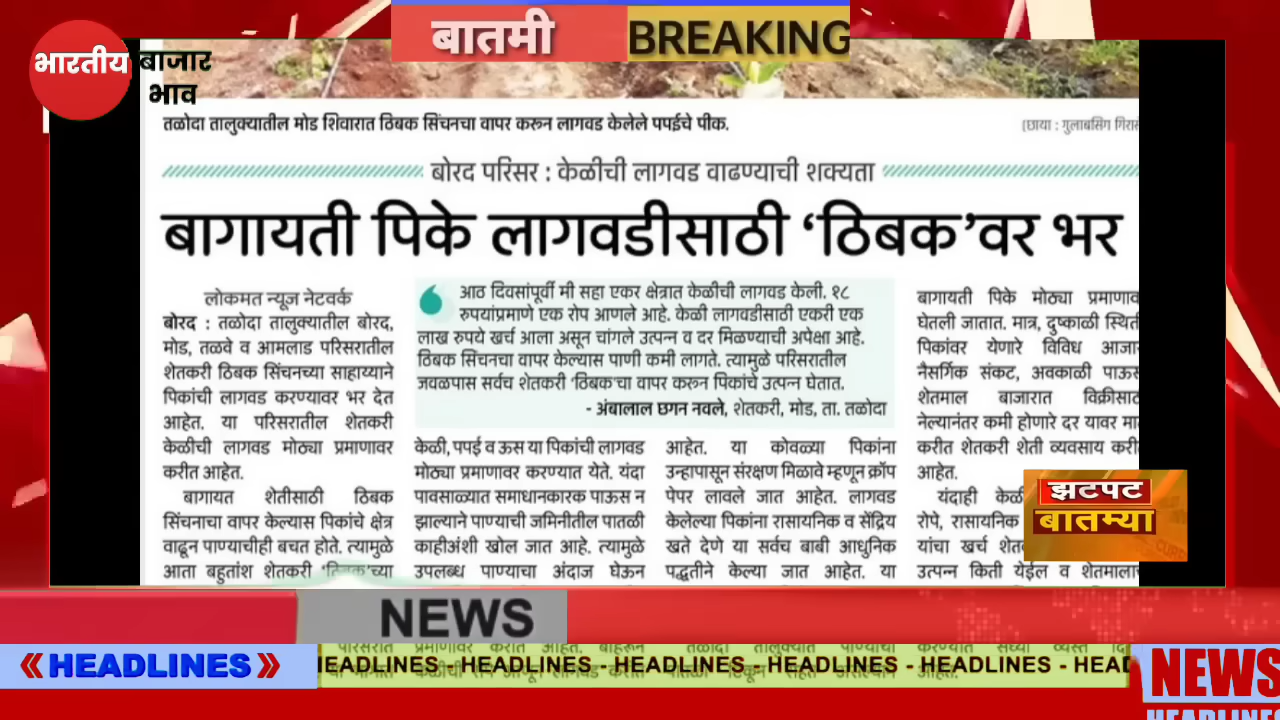 बातमी BREAKING
भारतीय बाजार
भाव
तळोदा तालुक्यातील मोड शिवारात ठिबक सिंचनचा वापर करून लागवड केलेले पपईचे पीक.
(छाया : गुलाबसिंग
बोरद परिसर : केळीची लागवड वाढण्याची शक्यता
बागायती पिके लागवडीसाठी ‘ठिबक’वर भर
लोकमत न्यूज नेटवर्क
बोरद : तळोदा तालुक्यातील बोरद,
मोड, तळवे व आमलाड परिसरातील
शेतकरी ठिबक सिंचनच्या साहाय्याने
पिकांची लागवड करण्यावर भर देत
आहेत. या परिसरातील शेतकरी
केळीची लागवड मोठ्या प्रमाणावर
करीत आहेत.
बागायत शेतीसाठी ठिबक
सिंचनाचा वापर केल्यास पिकांचे क्षेत्र
वाढून पाण्याचीही बचत होते. त्यामुळे
आता बहुतांश शेतकरी ‘ठिबक’च्या
आठ दिवसांपूर्वी मी सहा एकर क्षेत्रात केळीची लागवड केली. १८
रुपयांप्रमाणे एक रोप आणले आहे. केळी लागवडीसाठी एकरी एक
लाख रुपये खर्च आला असून चांगले उत्पन्न व दर मिळण्याची अपेक्षा आहे.
ठिबक सिंचनचा वापर केल्यास पाणी कमी लागते. त्यामुळे परिसरातील
जवळपास सर्वच शेतकरी ‘ठिबक’चा वापर करून पिकांचे उत्पन्न घेतात.
- अंबालाल छगन नवले, शेतकरी, मोड, ता. तळोदा
केळी, पपई व ऊस या पिकांची लागवड
मोठ्या प्रमाणावर करण्यात येते. यंदा
पावसाळ्यात समाधानकारक पाऊस न
झाल्याने पाण्याची जमिनीतील पातळी
काहीअंशी खोल जात आहे. त्यामुळे
उपलब्ध पाण्याचा अंदाज घेऊन
आहेत. या कोवळ्या पिकांना
उन्हापासून संरक्षण मिळावे म्हणून क्रॉप
पेपर लावले जात आहेत. लागवड
केलेल्या पिकांना रासायनिक व सेंद्रिय
खते देणे या सर्वच बाबी आधुनिक
पद्धतीने केल्या जात आहेत. या
बागायती पिके मोठ्या
घेतली जातात. मात्र, दुष्काळी
पिकांवर येणारे विविध
नैसर्गिक संकट, अवकाळी पाऊस
शेतमाल बाजारात
नेल्यानंतर कमी होणारे दर यावर
करीत शेतकरी शेती व्यवसाय
आहेत.
यंदाही केळी
रोपे, रासायनिक
यांचा खर्च
उत्पन्न किती येईल व
झटपट
बातम्या
NEWS
HEADLINES
HEADLINES - HEADLINES - HEADLINES - HEADLINES - HEADLINES - HEAD
NEWS
HEADLINES